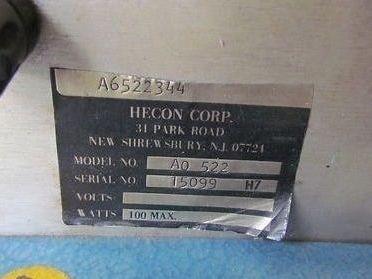 A6522344
HECON CORP.
31 PARK ROAD
NEW SHREWSBURY, N.J. 07724
MODEL NO. AO 522
SERIAL NO. 15099 H7
VOLTS
WATTS 100 MAX.